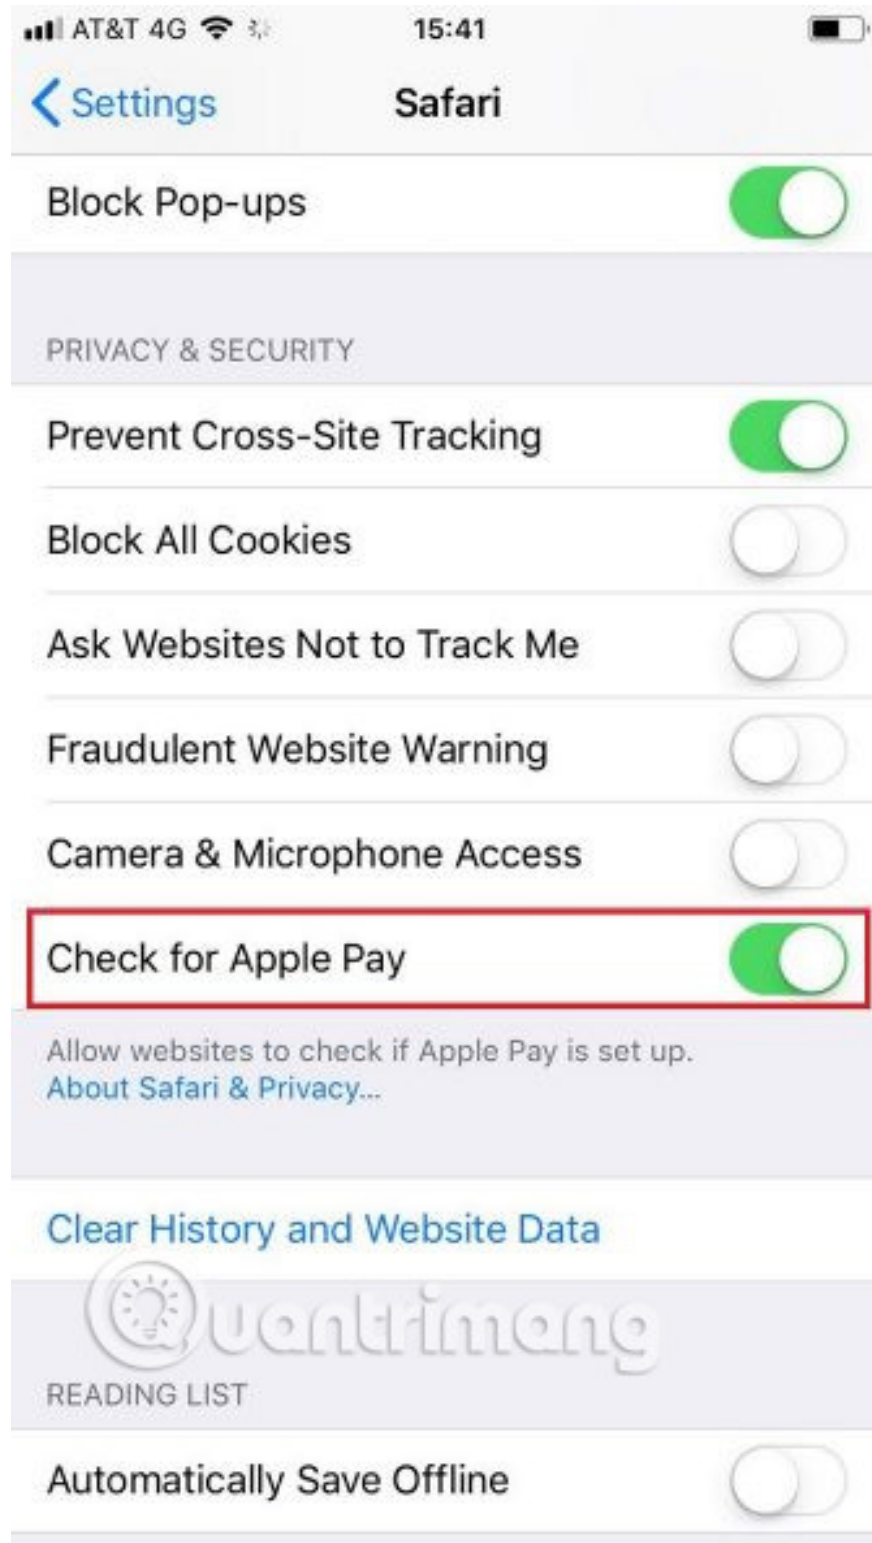 AT&T 4G 15:41
Settings Safari
Block Pop-ups
PRIVACY & SECURITY
Prevent Cross-Site Tracking
Block All Cookies
Ask Websites Not to Track Me
Fraudulent Website Warning
Camera & Microphone Access
Check for Apple Pay
Allow websites to check if Apple Pay is set up.
About Safari & Privacy...
Clear History and Website Data
Quantrimang
READING LIST
Automatically Save Offline